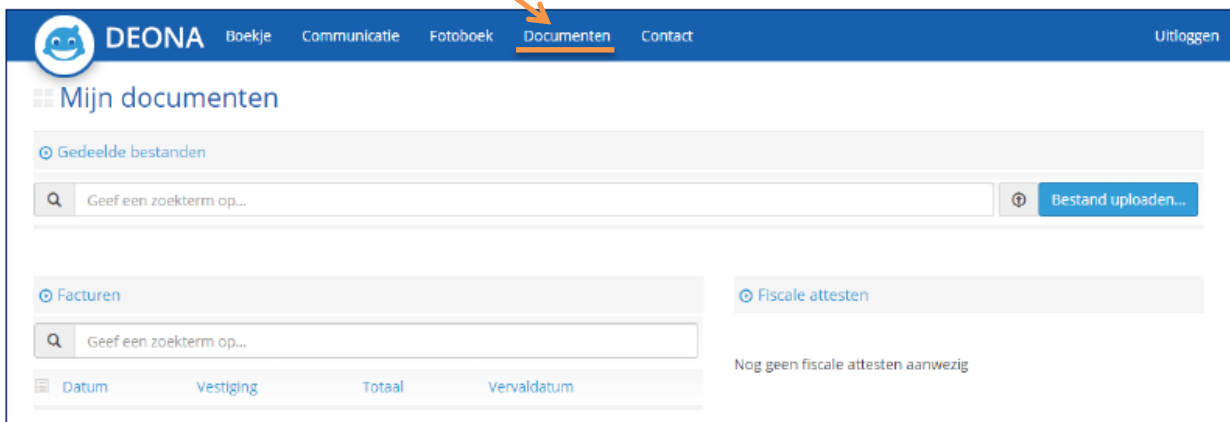 DEONA Boekje Communicatie Fotoboek Documenten Contact Uitloggen
Mijn documenten
Gedeelde bestanden
Geef een zoekterm op... Bestand uploaden...
Facturen
Geef een zoekterm op...
Datum Vestiging Totaal Vervaldatum
Fiscale attesten
Nog geen fiscale attesten aanwezig